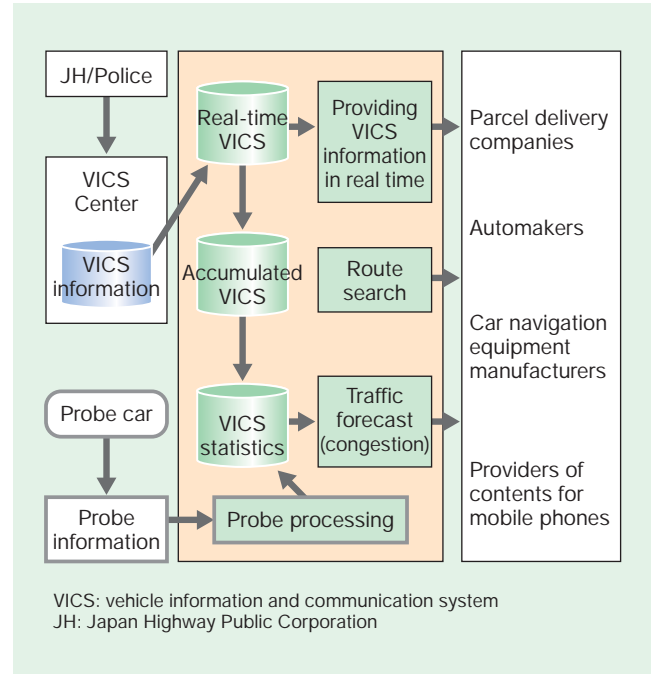 JH/Police
VICS
Center
VICS
information
Probe car
Probe
information
Real-time
VICS
Accumulated
VICS
VICS
statistics
Probe processing
Providing
VICS
information
in real time
Route
search
Traffic
forecast
(congestion)
Parcel delivery
companies
Automakers
Car navigation
equipment
manufacturers
Providers of
contents for
mobile phones
VICS: vehicle information and communication system
JH: Japan Highway Public Corporation